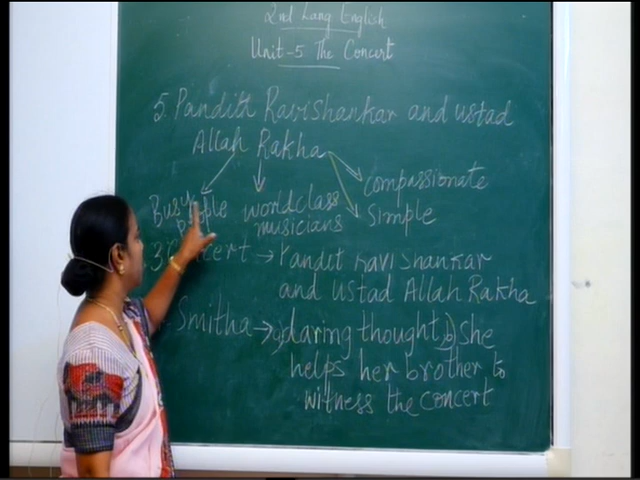 2nd Lang English
Unit-5 The Concert
5. Pandith Ravishankar and ustad
Allah Rakha
Busy people
worldclass musicians
compassionate
Simple
3. Concert → Pandit Ravi Shankar
and ustad Allah Rakha
Smitha → a) daring thought b) She
helps her brother to
witness the concert